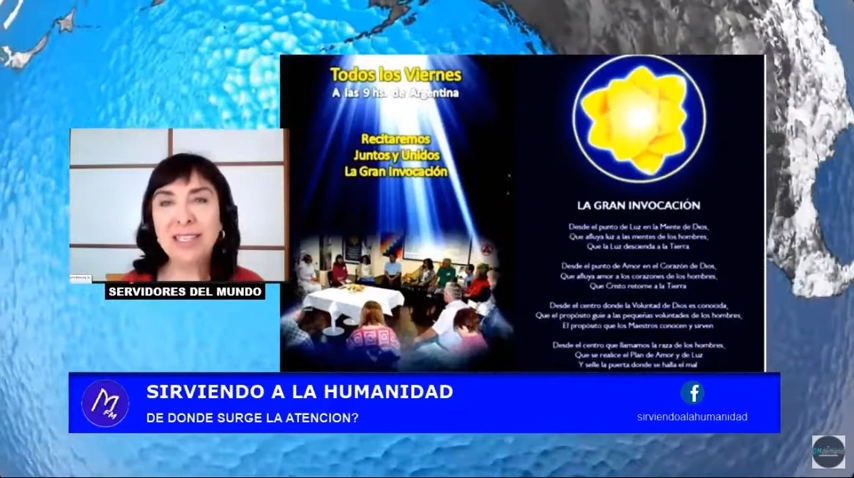 Todos los Viernes
A las 9 hs. de Argentina
Recitaremos
Juntos y Unidos
La Gran Invocación
LA GRAN INVOCACIÓN
Desde el punto de Luz en la Mente de Dios,
Que afluya luz a las mentes de los hombres,
Que la Luz descienda a la Tierra
Desde el punto de Amor en el Corazón de Dios,
Que afluya amor a los corazones de los hombres,
Que Cristo retorne a la Tierra
Desde el centro donde la Voluntad de Dios es conocida,
Que el propósito guíe a las pequeñas voluntades de los hombres,
El propósito que los Maestros conocen y sirven
Desde el centro que llamamos la raza de los hombres,
Que se realice el Plan de Amor y de Luz
Y selle la puerta donde se halla el mal
SERVIDORES DEL MUNDO
M FM
SIRVIENDO A LA HUMANIDAD
DE DONDE SURGE LA ATENCION?
f
sirviendoalahumanidad